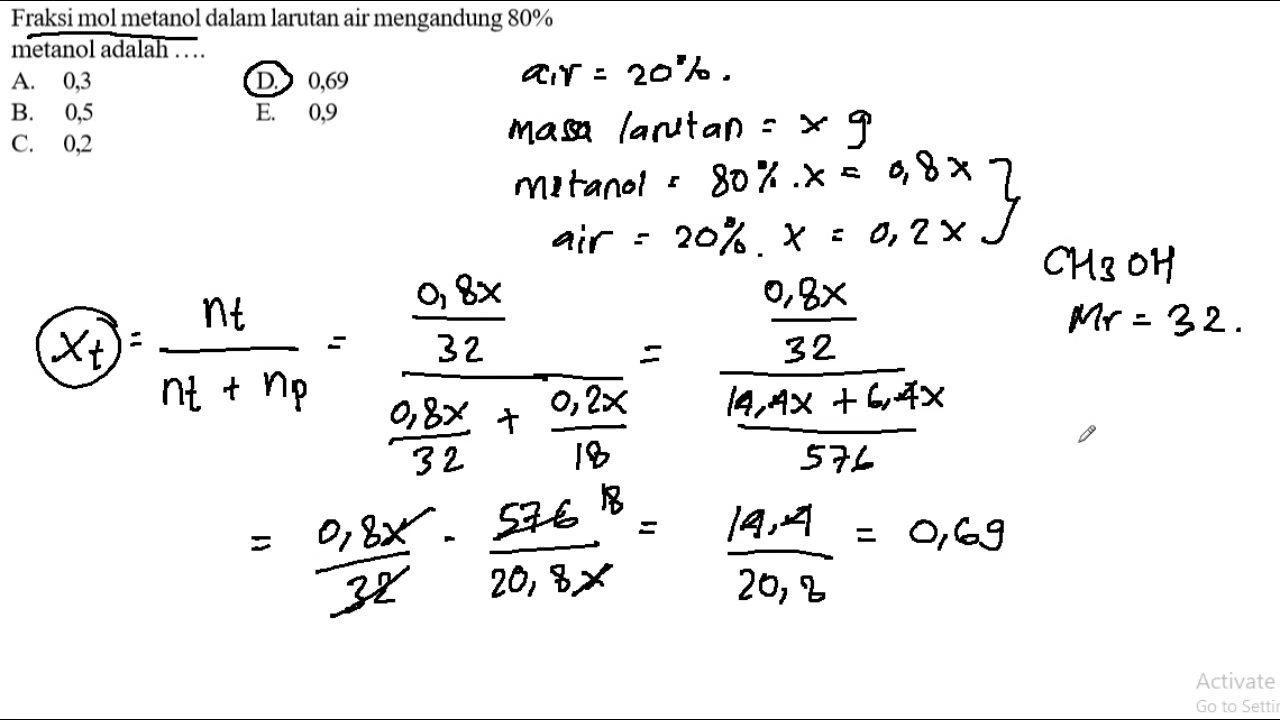 Fraksi mol metanol dalam larutan air mengandung 80%
metanol adalah ....
A. 0,3 D. 0,69
B. 0,5 E. 0,9
C. 0,2
air = 20%.
masa larutan = x g
metanol = 80% . x = 0,8x
air = 20% . x = 0,2x
CH3OH
Mr = 32.
Xt = nt / (nt + np) = (0,8x / 32) / (0,8x / 32 + 0,2x / 18) = (0,8x / 32) / ((14,4x + 6,4x) / 576)
= 0,8x / 32 . 576 18 / 20,8x = 14,4 / 20,8 = 0,69
Activate
Go to Settin